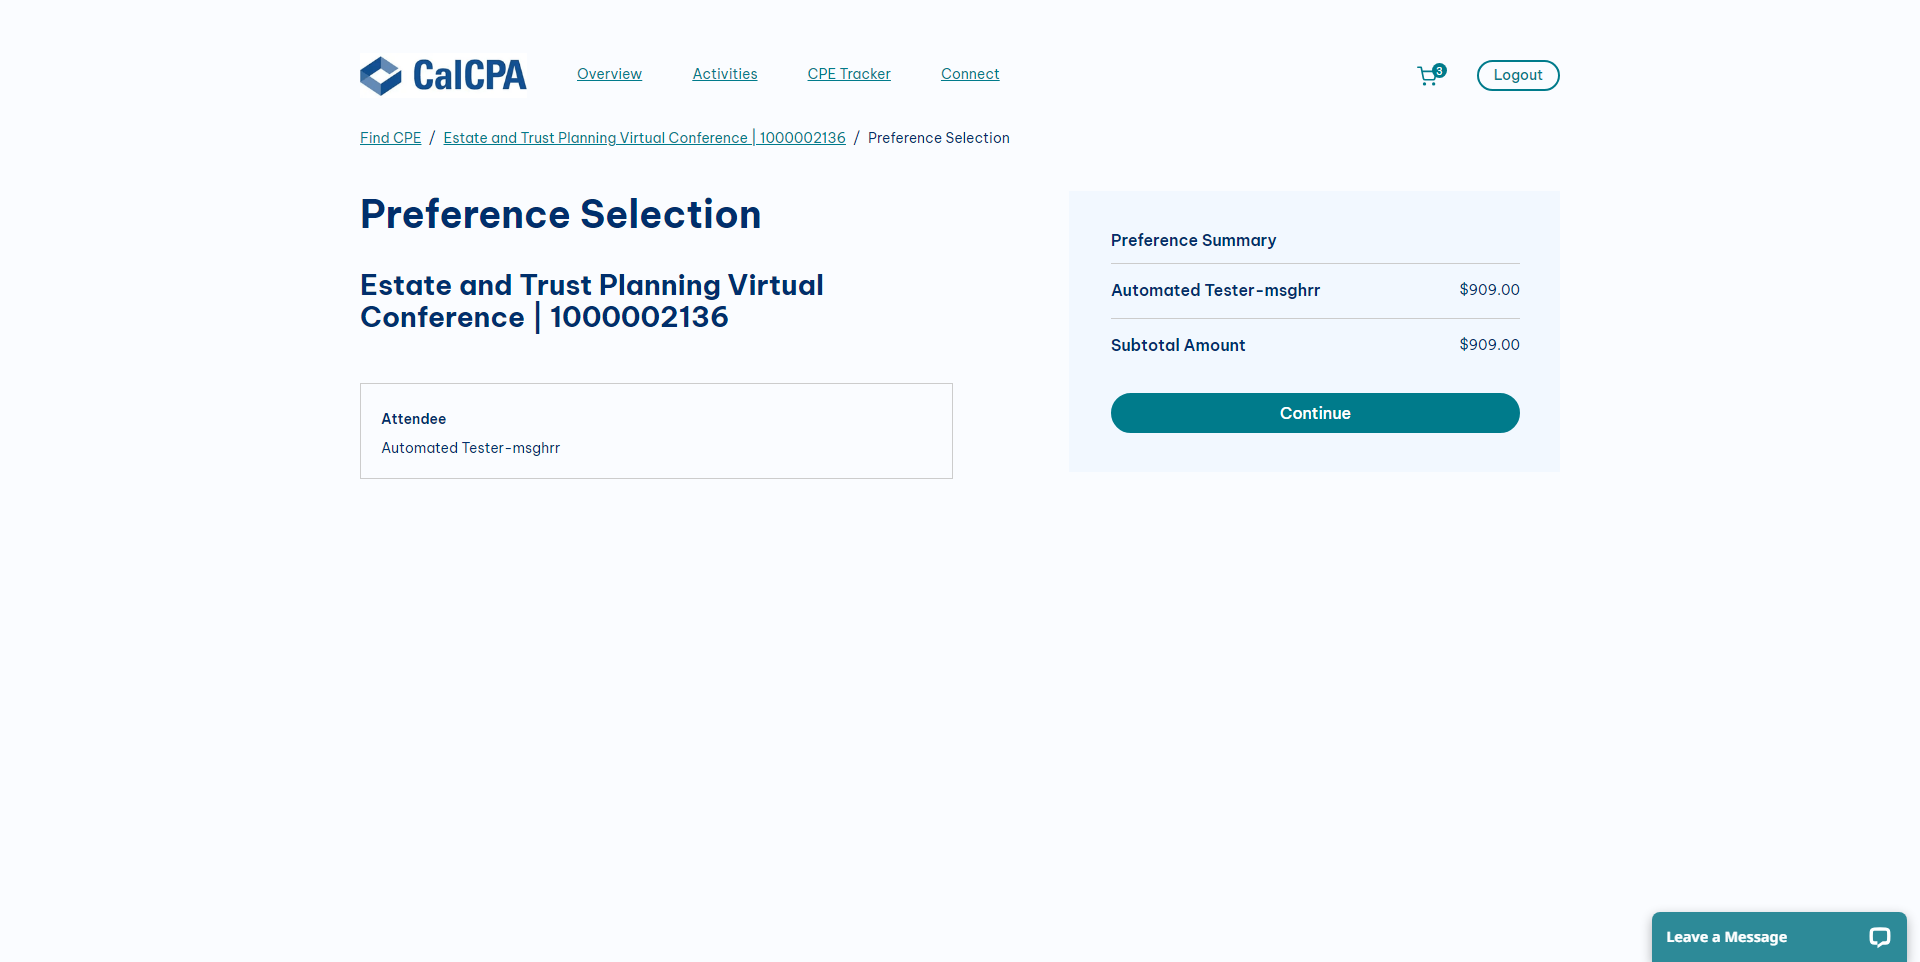 CalCPA
Overview
Activities
CPE Tracker
Connect
3
Logout
Find CPE / Estate and Trust Planning Virtual Conference | 1000002136 / Preference Selection
Preference Selection
Estate and Trust Planning Virtual
Conference | 1000002136
Attendee
Automated Tester-msghrr
Preference Summary
Automated Tester-msghrr $909.00
Subtotal Amount $909.00
Continue
Leave a Message